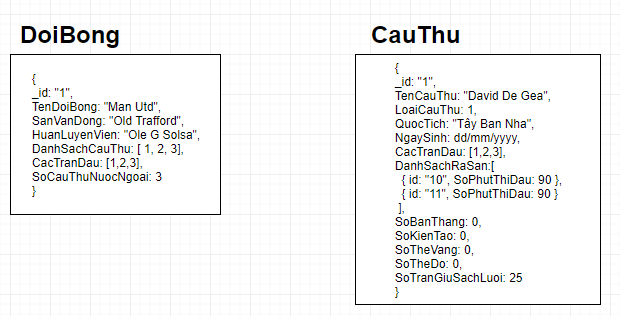 DoiBong
{
_id: "1",
TenDoiBong: "Man Utd",
SanVanDong: "Old Trafford",
HuanLuyenVien: "Ole G Solsa",
DanhSachCauThu: [ 1, 2, 3],
CacTranDau: [1,2,3],
SoCauThuNuocNgoai: 3
}
CauThu
{
_id: "1",
TenCauThu: "David De Gea",
LoaiCauThu: 1,
QuocTich: "Tây Ban Nha",
NgaySinh: dd/mm/yyyy,
CacTranDau: [1,2,3],
DanhSachRaSan:[
{ id: "10", SoPhutThiDau: 90 },
{ id: "11", SoPhutThiDau: 90 }
],
SoBanThang: 0,
SoKienTao: 0,
SoTheVang: 0,
SoTheDo: 0,
SoTranGiuSachLuoi: 25
}